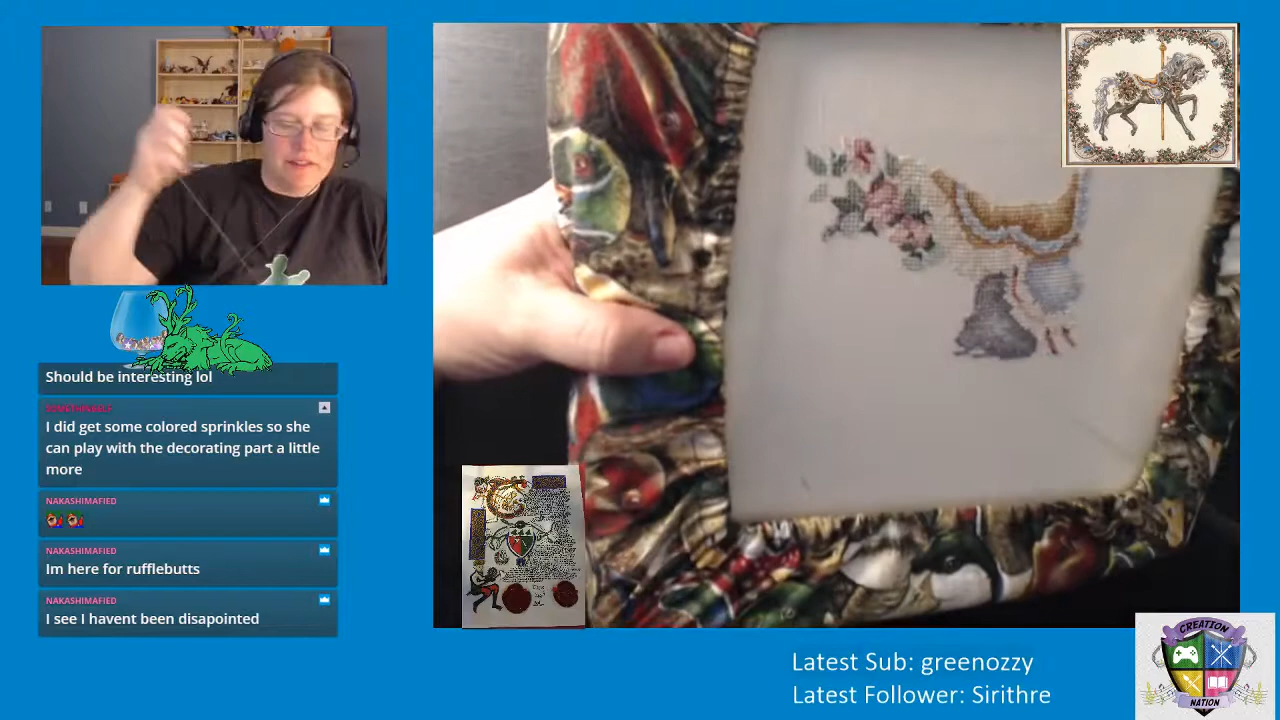 Should be interesting lol
I did get some colored sprinkles so she
can play with the decorating part a little
more
NAKASHIMAFIED
NAKASHIMAFIED
Im here for rufflebutts
NAKASHIMAFIED
I see I havent been disapointed
Latest Sub: greenozzy
Latest Follower: Sirithre
CREATION
NATION